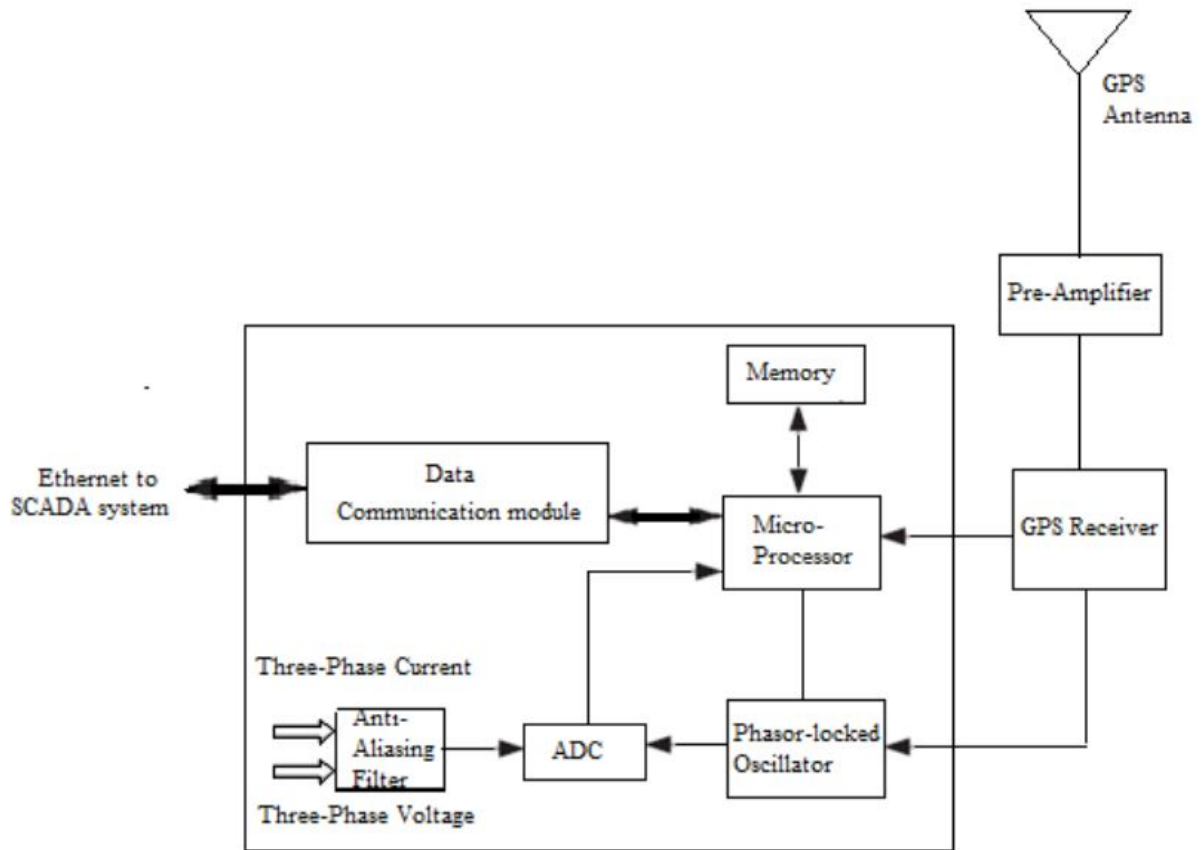 GPS
Antenna
Pre-Amplifier
Memory
Data
Communication module
Ethernet to
SCADA system
Micro-
Processor
GPS Receiver
Three-Phase Current
Anti-
Aliasing
Filter
ADC
Phasor-locked
Oscillator
Three-Phase Voltage